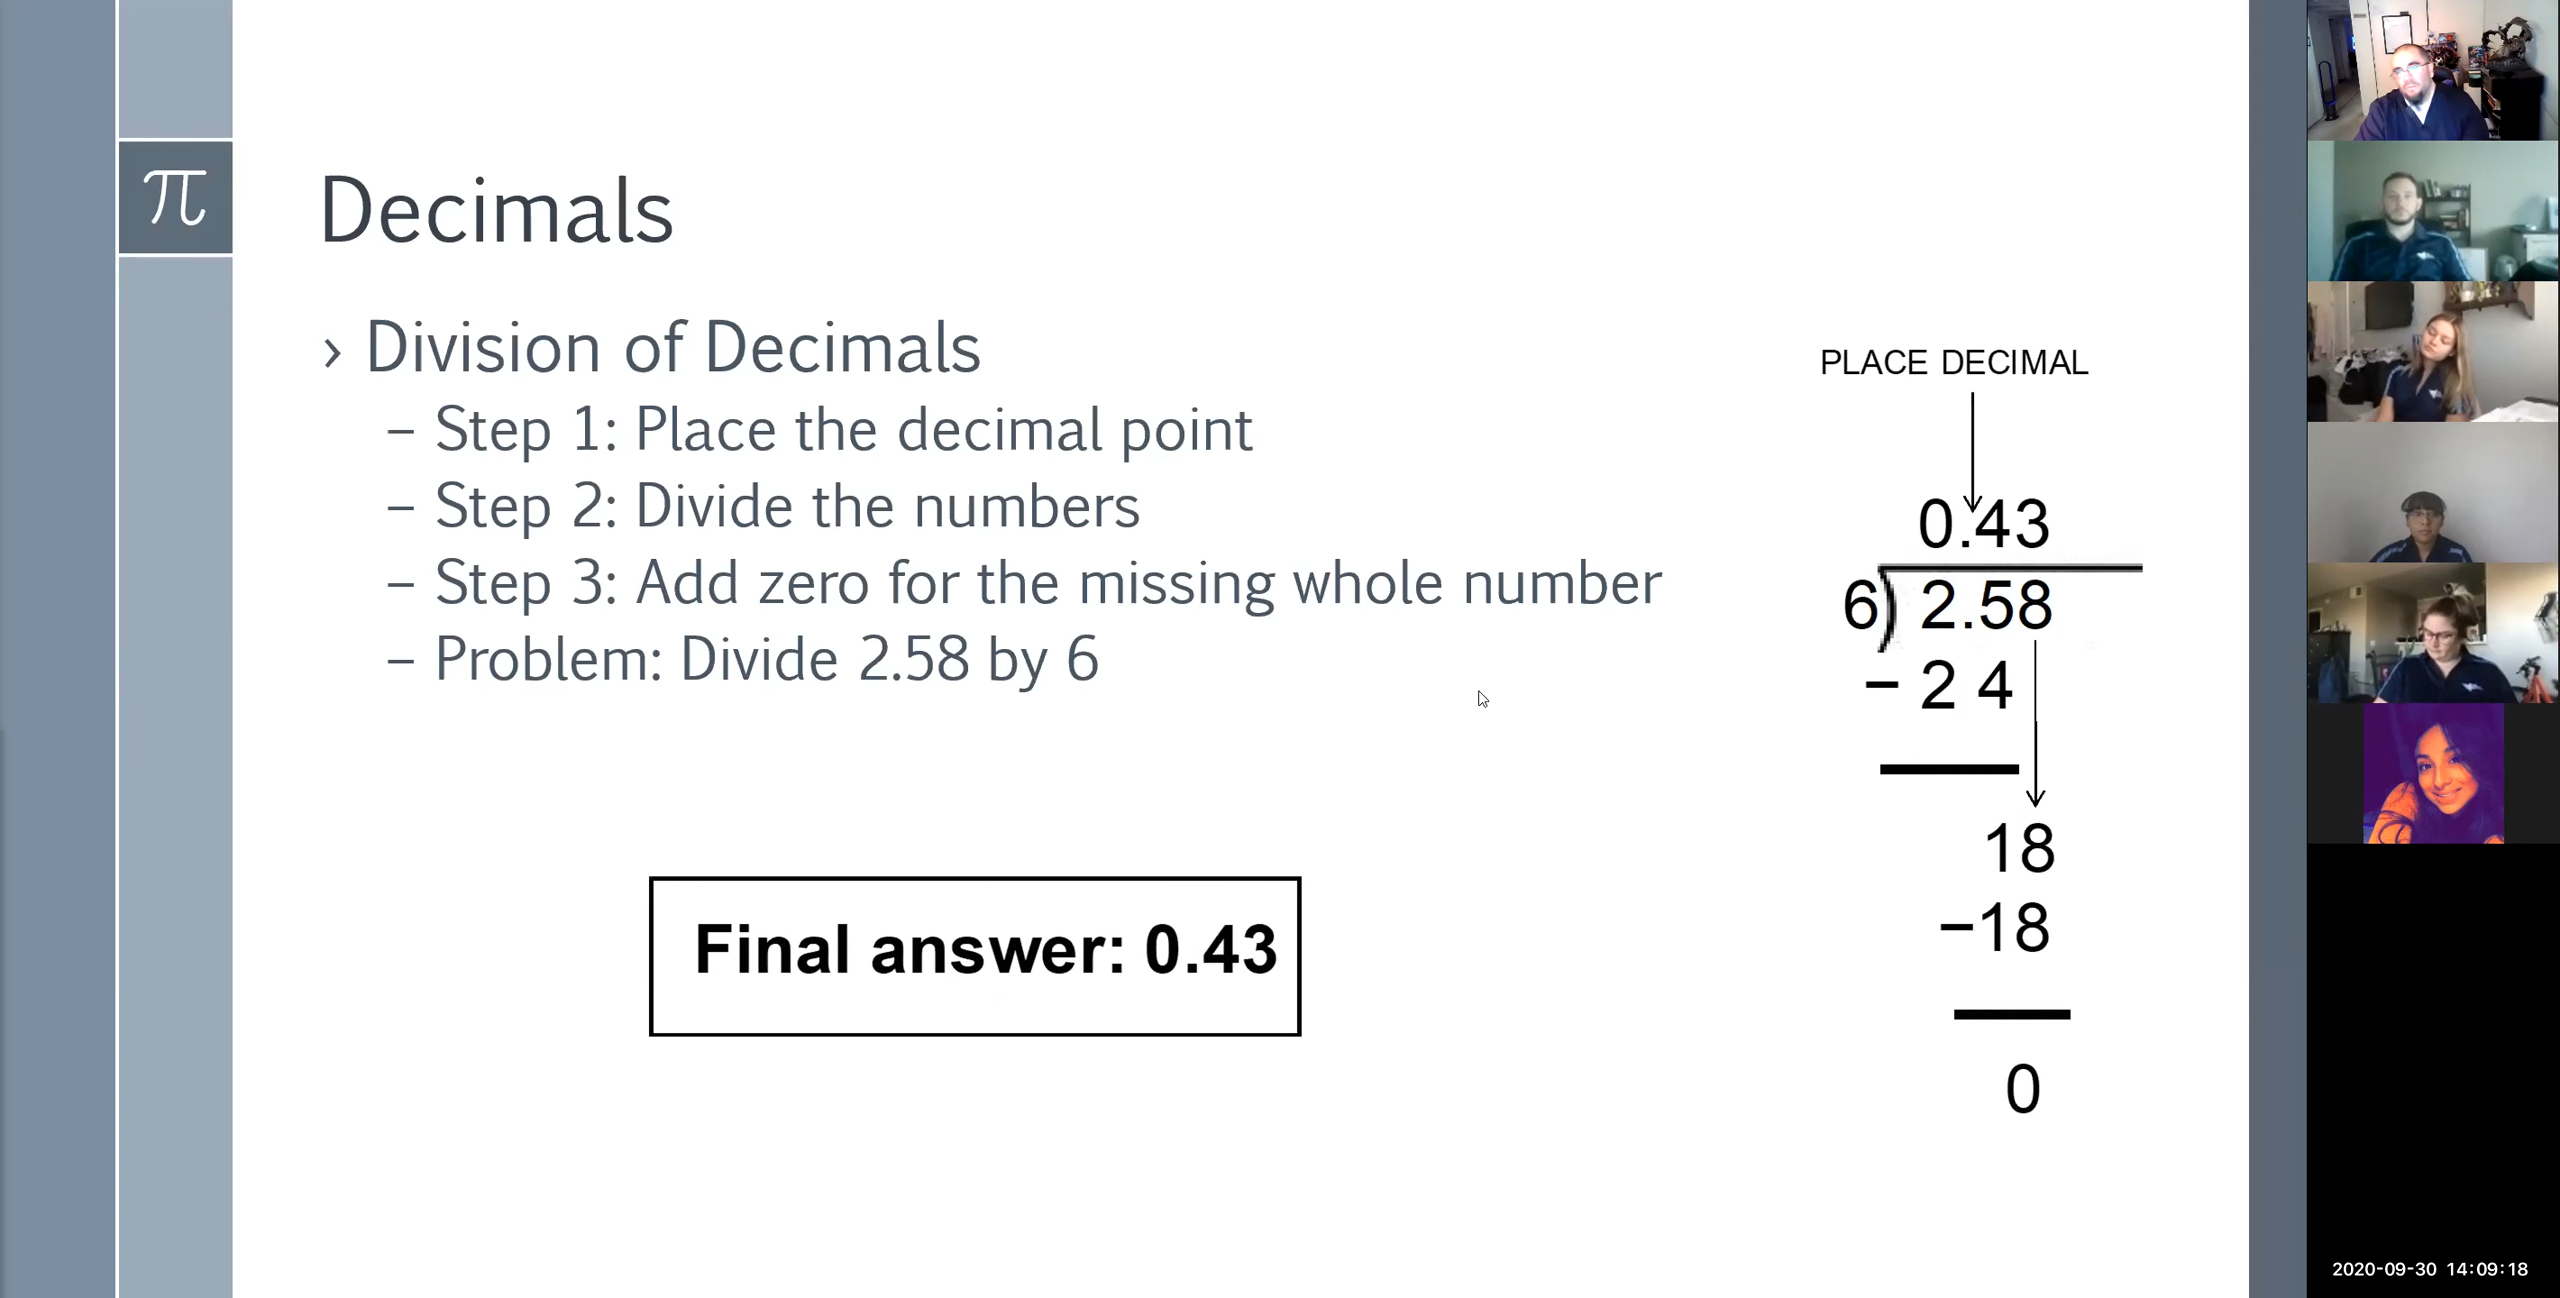 π
Decimals
› Division of Decimals
– Step 1: Place the decimal point
– Step 2: Divide the numbers
– Step 3: Add zero for the missing whole number
– Problem: Divide 2.58 by 6
Final answer: 0.43
PLACE DECIMAL
0.43
6) 2.58
– 2 4
18
–18
0
2020-09-30 14:09:18